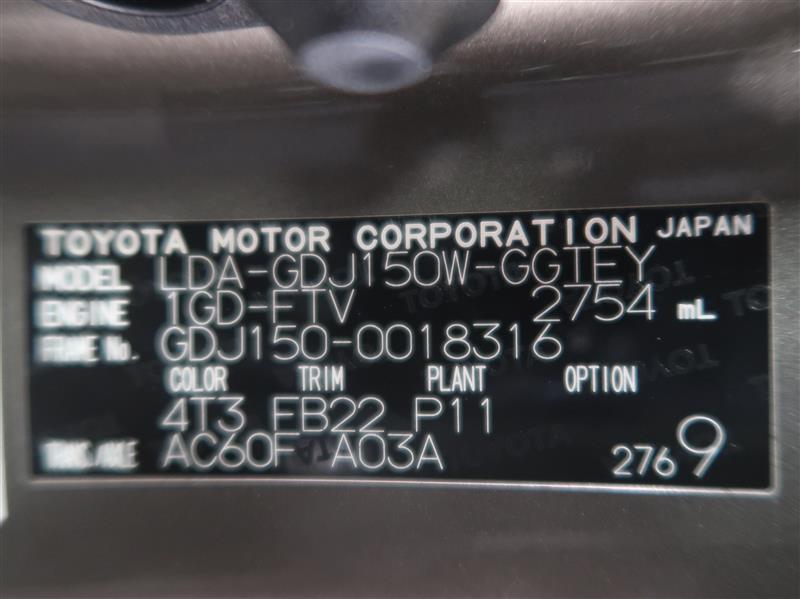 TOYOTA MOTOR CORPORATION JAPAN
MODEL LDA-GDJ150W-GGTEY
ENGINE 1GD-FTV 2754 mL
FRAME No. GDJ150-0018316
COLOR TRIM PLANT OPTION
4T3 FB22 P11
TRANS/AXLE AC60F A03A 2769